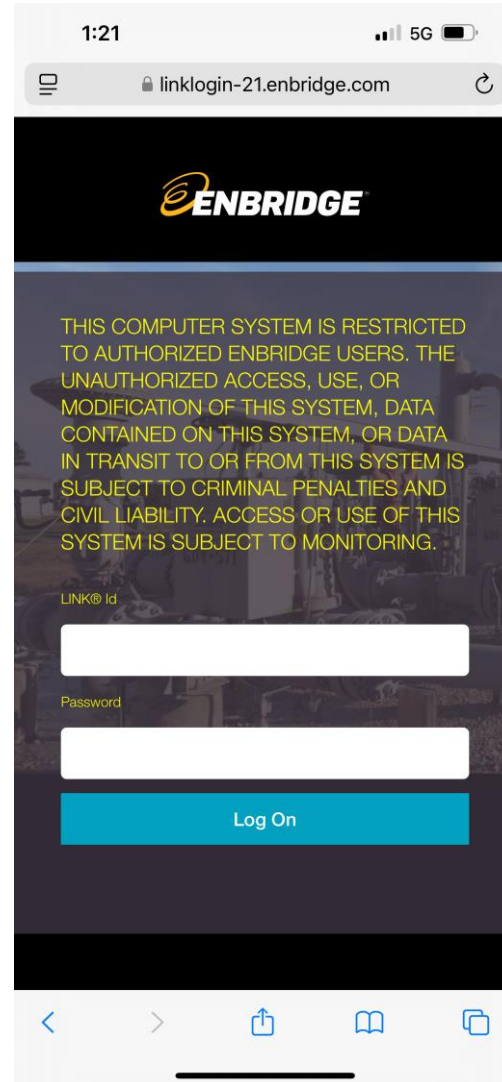 1:21
5G
linklogin-21.enbridge.com
ENBRIDGE
THIS COMPUTER SYSTEM IS RESTRICTED
TO AUTHORIZED ENBRIDGE USERS. THE
UNAUTHORIZED ACCESS, USE, OR
MODIFICATION OF THIS SYSTEM, DATA
CONTAINED ON THIS SYSTEM, OR DATA
IN TRANSIT TO OR FROM THIS SYSTEM IS
SUBJECT TO CRIMINAL PENALTIES AND
CIVIL LIABILITY. ACCESS OR USE OF THIS
SYSTEM IS SUBJECT TO MONITORING.
LINK® Id
Password
Log On